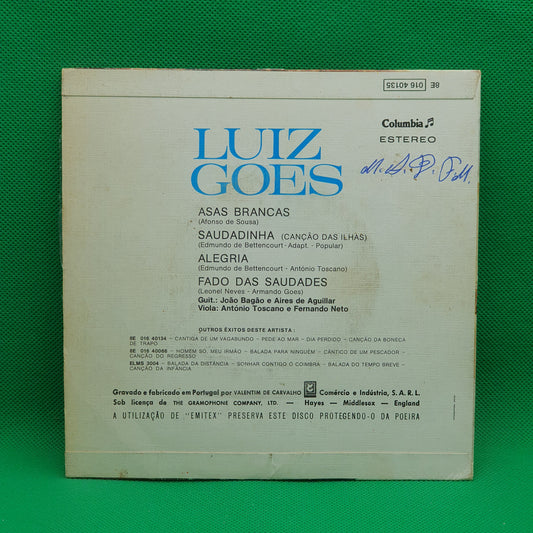 8E 016 40135
Columbia
ESTEREO
LUIZ
GOES
M. A. P. F. M.
ASAS BRANCAS
(Afonso de Sousa)
SAUDADINHA (CANÇÃO DAS ILHAS)
(Edmundo de Bettencourt - Adapt. - Popular)
ALEGRIA
(Edmundo de Bettencourt - António Toscano)
FADO DAS SAUDADES
(Leonel Neves - Armando Goes)
Guit.: João Bagão e Aires de Aguillar
Viola: António Toscano e Fernando Neto
OUTROS ÊXITOS DESTE ARTISTA:
8E 016 40134 — CANTIGA DE UM VAGABUNDO - PEDE AO MAR - DIA PERDIDO - CANÇÃO DA BONECA
DE TRAPO
8E 016 40066 — HOMEM SÓ, MEU IRMÃO - BALADA PARA NINGUÉM - CÂNTICO DE UM PESCADOR -
CANÇÃO DO REGRESSO
ELMS 3004 - BALADA DA DISTÂNCIA - SONHAR CONTIGO Ó COIMBRA - BALADA DO TEMPO BREVE -
CANÇÃO DA INFÂNCIA
Gravado e fabricado em Portugal por VALENTIM DE CARVALHO Comércio e Indústria, S. A. R. L.
Sob licença de THE GRAMOPHONE COMPANY, LTD. — Hayes — Middlesex — England
A UTILIZAÇÃO DE "EMITEX" PRESERVA ESTE DISCO PROTEGENDO-O DA POEIRA